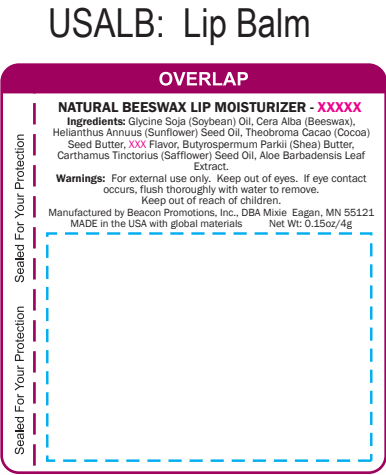 USALB: Lip Balm
OVERLAP
NATURAL BEESWAX LIP MOISTURIZER - XXXXX
Ingredients: Glycine Soja (Soybean) Oil, Cera Alba (Beeswax),
Helianthus Annuus (Sunflower) Seed Oil, Theobroma Cacao (Cocoa)
Seed Butter, XXX Flavor, Butyrospermum Parkii (Shea) Butter,
Carthamus Tinctorius (Safflower) Seed Oil, Aloe Barbadensis Leaf
Extract.
Warnings: For external use only. Keep out of eyes. If eye contact
occurs, flush thoroughly with water to remove.
Keep out of reach of children.
Manufactured by Beacon Promotions, Inc., DBA Mixie Eagan, MN 55121
MADE in the USA with global materials Net Wt: 0.15oz/4g
Sealed For Your Protection
Sealed For Your Protection